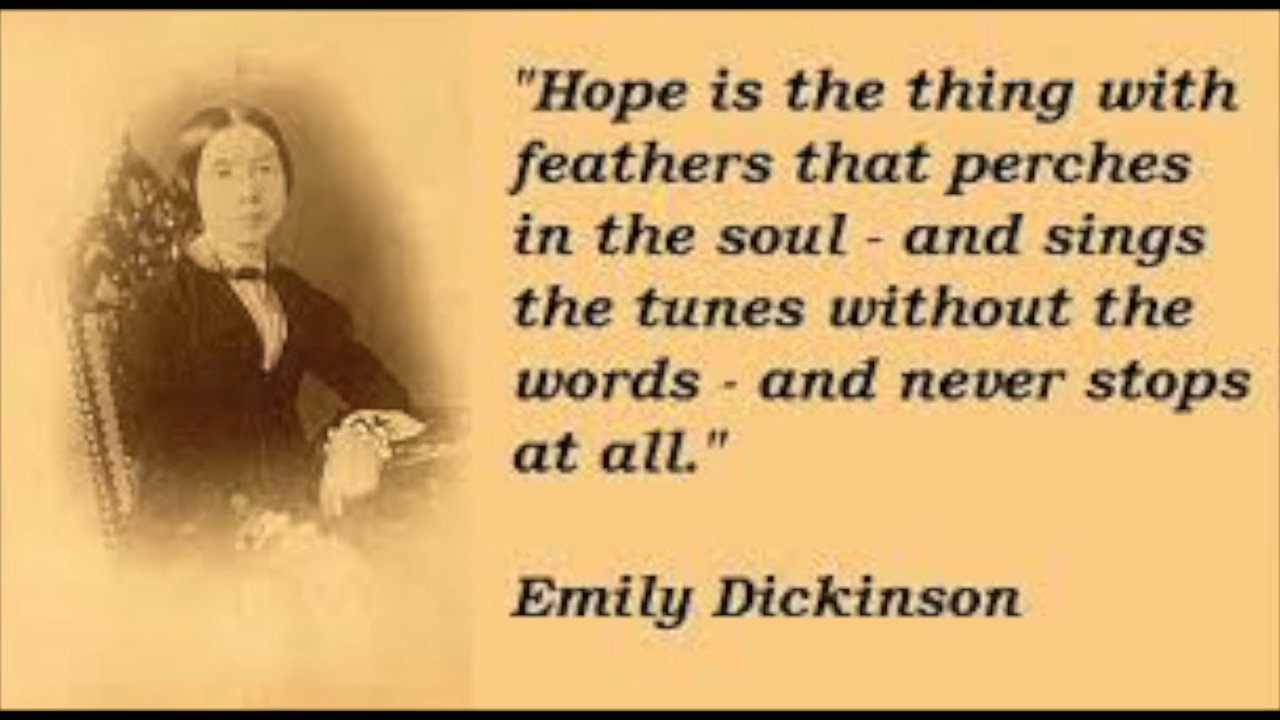 "Hope is the thing with
feathers that perches
in the soul - and sings
the tunes without the
words - and never stops
at all."
Emily Dickinson